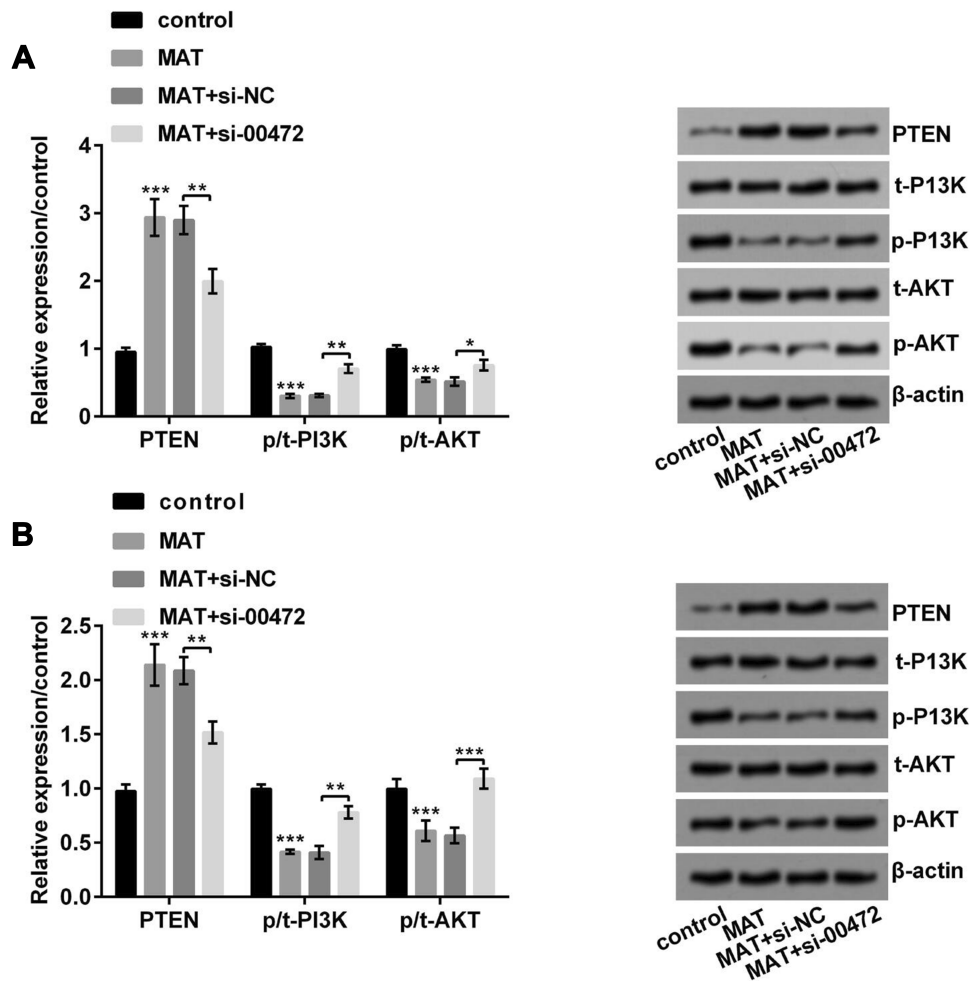 A
control
MAT
MAT+si-NC
MAT+si-00472
Relative expression/control
4
3
2
1
0
***
**
***
**
***
*
PTEN
p/t-PI3K
p/t-AKT
PTEN
t-P13K
p-P13K
t-AKT
p-AKT
β-actin
control
MAT
MAT+si-NC
MAT+si-00472
B
control
MAT
MAT+si-NC
MAT+si-00472
Relative expression/control
2.5
2.0
1.5
1.0
0.5
0.0
***
**
***
**
***
***
PTEN
p/t-PI3K
p/t-AKT
PTEN
t-P13K
p-P13K
t-AKT
p-AKT
β-actin
control
MAT
MAT+si-NC
MAT+si-00472